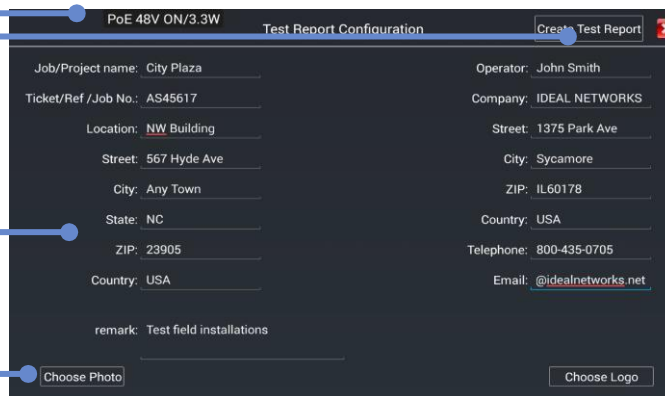 PoE 48V ON/3.3W
Test Report Configuration
Create Test Report
Job/Project name: City Plaza
Ticket/Ref /Job No.: AS45617
Location: NW Building
Street: 567 Hyde Ave
City: Any Town
State: NC
ZIP: 23905
Country: USA
remark: Test field installations
Choose Photo
Operator: John Smith
Company: IDEAL NETWORKS
Street: 1375 Park Ave
City: Sycamore
ZIP: IL60178
Country: USA
Telephone: 800-435-0705
Email: @idealnetworks.net
Choose Logo